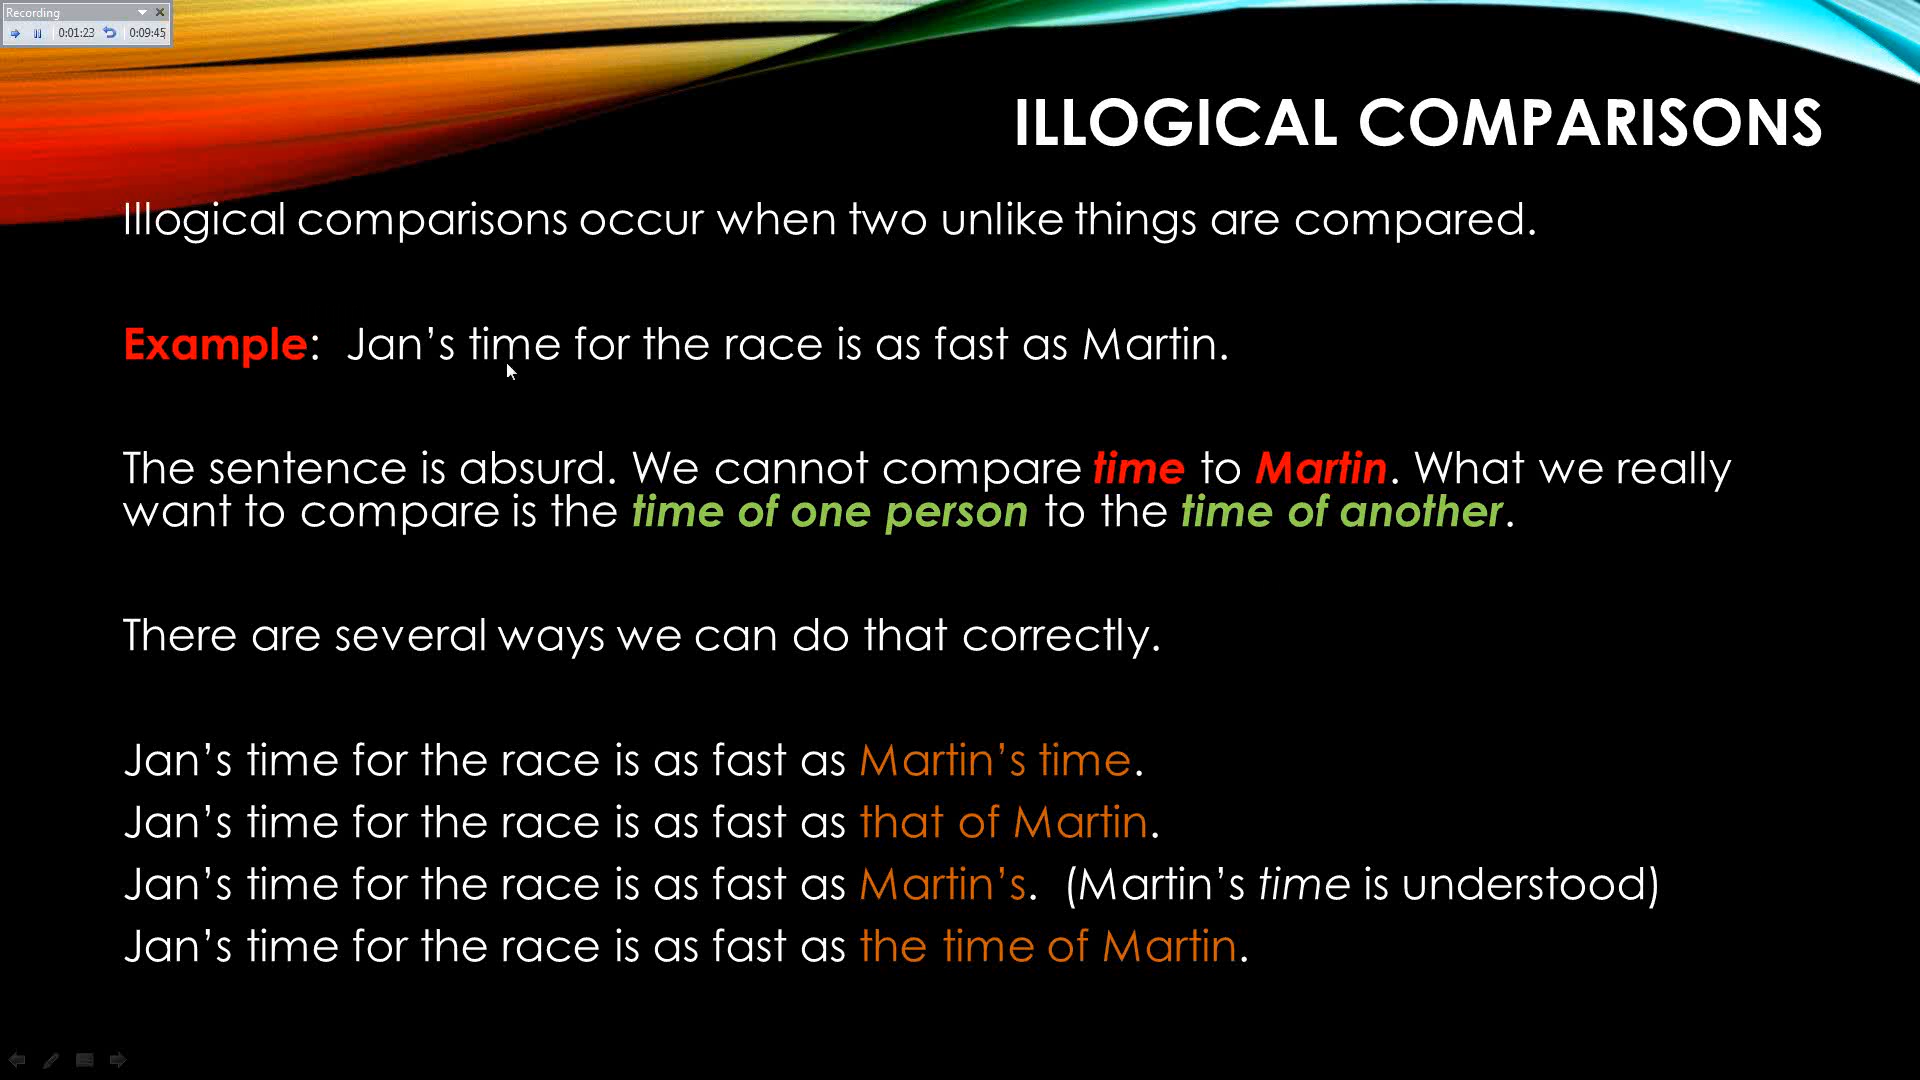 Recording
0:01:23 0:09:45
ILLOGICAL COMPARISONS
Illogical comparisons occur when two unlike things are compared.
Example: Jan’s time for the race is as fast as Martin.
The sentence is absurd. We cannot compare time to Martin. What we really
want to compare is the time of one person to the time of another.
There are several ways we can do that correctly.
Jan’s time for the race is as fast as Martin’s time.
Jan’s time for the race is as fast as that of Martin.
Jan’s time for the race is as fast as Martin’s. (Martin’s time is understood)
Jan’s time for the race is as fast as the time of Martin.